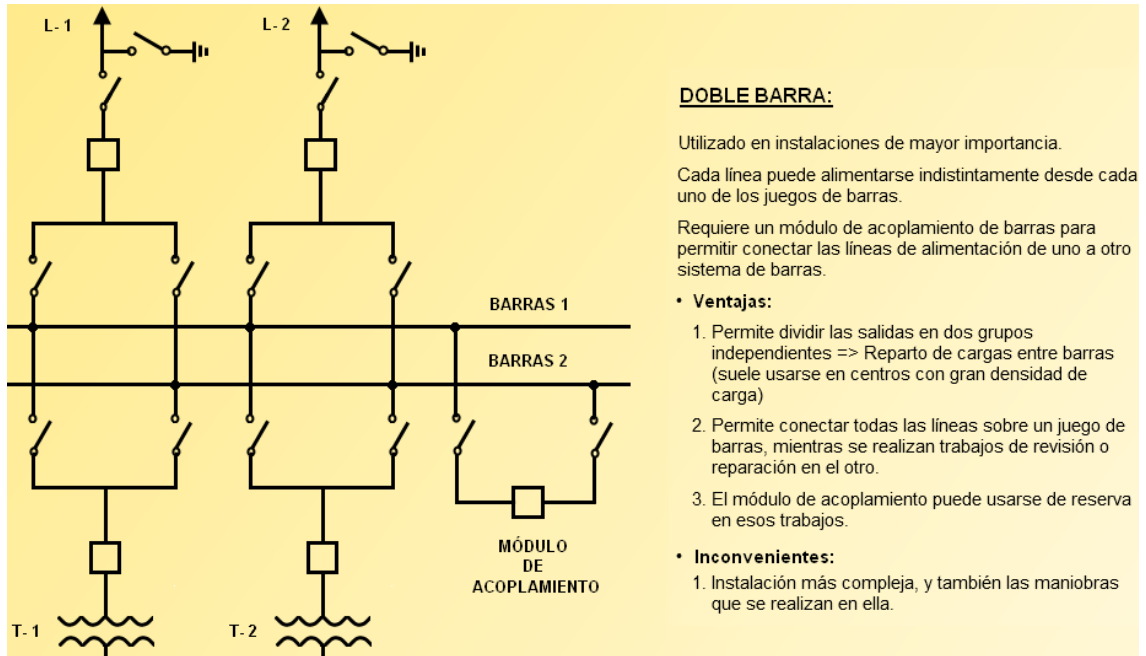 L- 1
L- 2
BARRAS 1
BARRAS 2
MÓDULO
DE
ACOPLAMIENTO
T- 1
T- 2
DOBLE BARRA:
Utilizado en instalaciones de mayor importancia.
Cada línea puede alimentarse indistintamente desde cada
uno de los juegos de barras.
Requiere un módulo de acoplamiento de barras para
permitir conectar las líneas de alimentación de uno a otro
sistema de barras.
• Ventajas:
1. Permite dividir las salidas en dos grupos
independientes => Reparto de cargas entre barras
(suele usarse en centros con gran densidad de
carga)
2. Permite conectar todas las líneas sobre un juego de
barras, mientras se realizan trabajos de revisión o
reparación en el otro.
3. El módulo de acoplamiento puede usarse de reserva
en esos trabajos.
• Inconvenientes:
1. Instalación más compleja, y también las maniobras
que se realizan en ella.